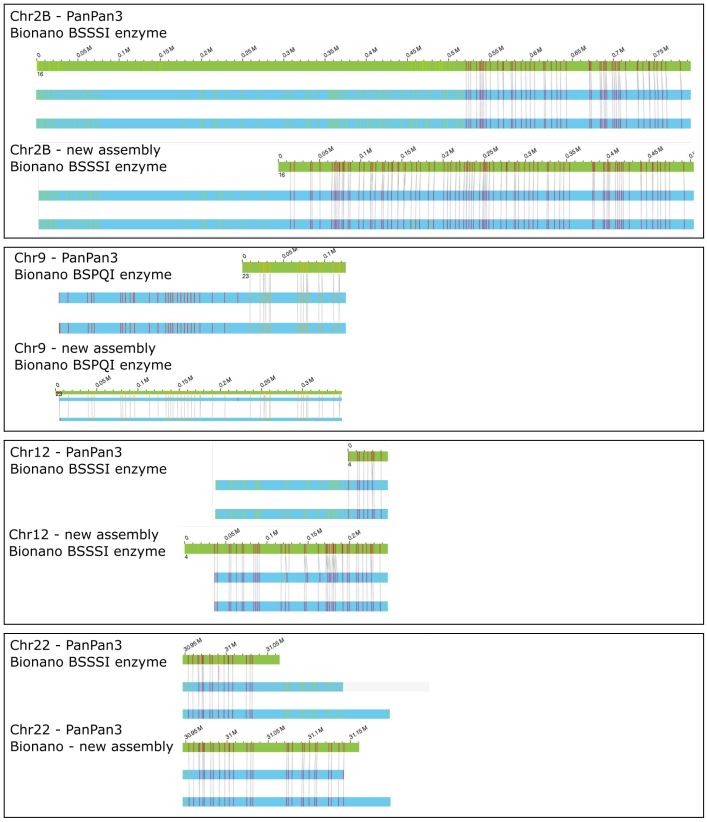 Chr2B - PanPan3
Bionano BSSSI enzyme
0 0.05 M 0.1 M 0.15 M 0.2 M 0.25 M 0.3 M 0.35 M 0.4 M 0.45 M 0.5 M 0.55 M 0.6 M 0.65 M 0.7 M 0.75 M
16
Chr2B - new assembly
Bionano BSSSI enzyme
0 0.05 M 0.1 M 0.15 M 0.2 M 0.25 M 0.3 M 0.35 M 0.4 M 0.45 M 0.5
16
Chr9 - PanPan3
Bionano BSPQI enzyme
0 0.05 M 0.1 M
23
Chr9 - new assembly
Bionano BSPQI enzyme
0 0.05 M 0.1 M 0.15 M 0.2 M 0.25 M 0.3 M
23
Chr12 - PanPan3
Bionano BSSSI enzyme
0
4
Chr12 - new assembly
Bionano BSSSI enzyme
0 0.05 M 0.1 M 0.15 M 0.2 M
4
Chr22 - PanPan3
Bionano BSSSI enzyme
30.95 M 31 M 31.05 M
Chr22 - PanPan3
Bionano - new assembly
30.95 M 31 M 31.05 M 31.1 M 31.15 M